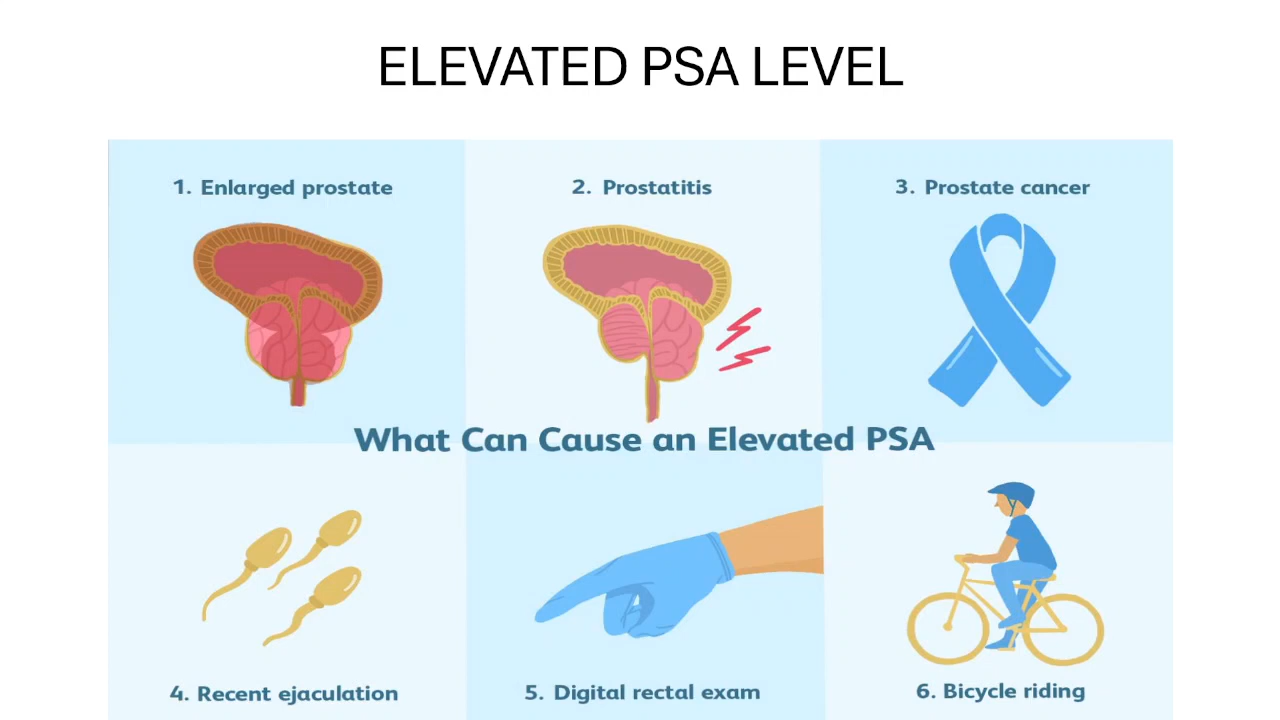 ELEVATED PSA LEVEL
1. Enlarged prostate
2. Prostatitis
3. Prostate cancer
What Can Cause an Elevated PSA
4. Recent ejaculation
5. Digital rectal exam
6. Bicycle riding